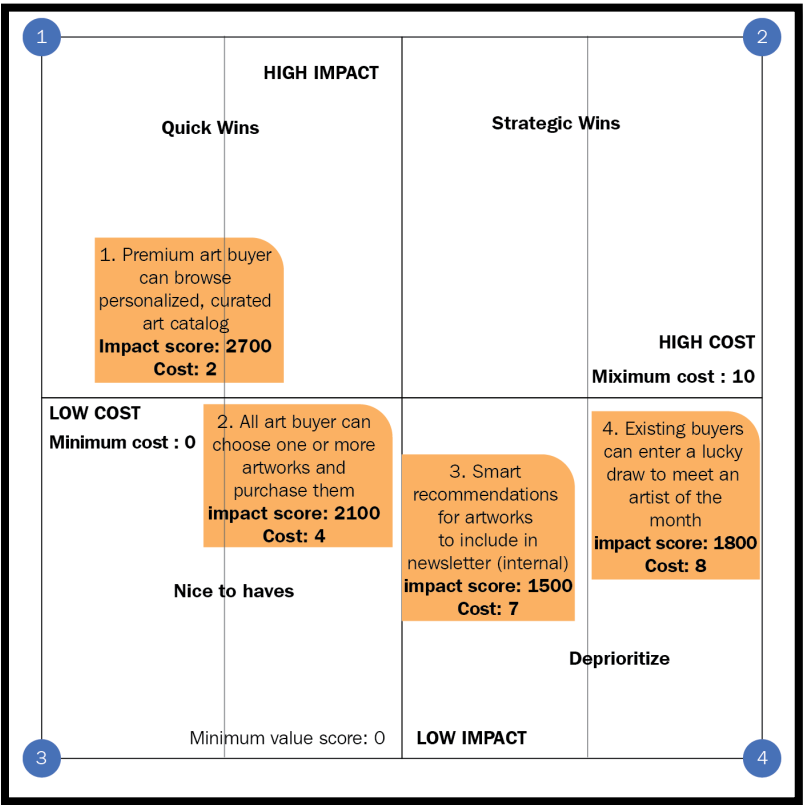 1
2
HIGH IMPACT
Quick Wins
Strategic Wins
1. Premium art buyer
can browse
personalized, curated
art catalog
Impact score: 2700
Cost: 2
HIGH COST
Miximum cost : 10
LOW COST
Minimum cost : 0
2. All art buyer can
choose one or more
artworks and
purchase them
impact score: 2100
Cost: 4
3. Smart
recommendations
for artworks
to include in
newsletter (internal)
impact score: 1500
Cost: 7
4. Existing buyers
can enter a lucky
draw to meet an
artist of the
month
impact score: 1800
Cost: 8
Nice to haves
Deprioritize
Minimum value score: 0
LOW IMPACT
3
4